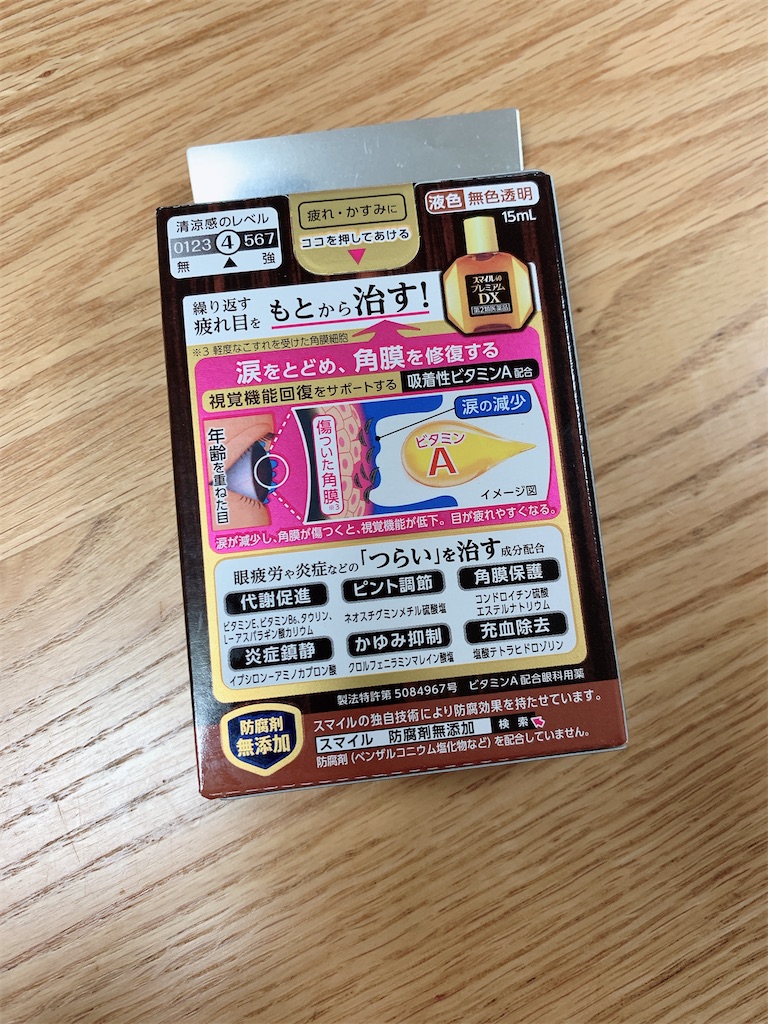 清涼感のレベル
0123④567
無 ▲ 強
疲れ・かすみに
ココを押してあける
液色 無色透明
15mL
スマイル40
プレミアム
DX
第2類医薬品
繰り返す
疲れ目を もとから治す!
※3 軽度なこすれを受けた角膜細胞
涙をとどめ、角膜を修復する
視覚機能回復をサポートする 吸着性ビタミンA配合
年齢を重ねた目
傷ついた角膜※3
涙の減少
ビタミン
A
イメージ図
涙が減少し、角膜が傷つくと、視覚機能が低下。目が疲れやすくなる。
眼疲労や炎症などの「つらい」を治す成分配合
代謝促進
ビタミンE、ビタミンB6、タウリン、
L-アスパラギン酸カリウム
ピント調節
ネオスチグミンメチル硫酸塩
角膜保護
コンドロイチン硫酸
エステルナトリウム
炎症鎮静
イプシロン-アミノカプロン酸
かゆみ抑制
クロルフェニラミンマレイン酸塩
充血除去
塩酸テトラヒドロゾリン
製法特許第5084967号 ビタミンA配合眼科用薬
防腐剤
無添加
スマイルの独自技術により防腐効果を持たせています。
スマイル 防腐剤無添加 検索
防腐剤(ベンザルコニウム塩化物など)を配合していません。